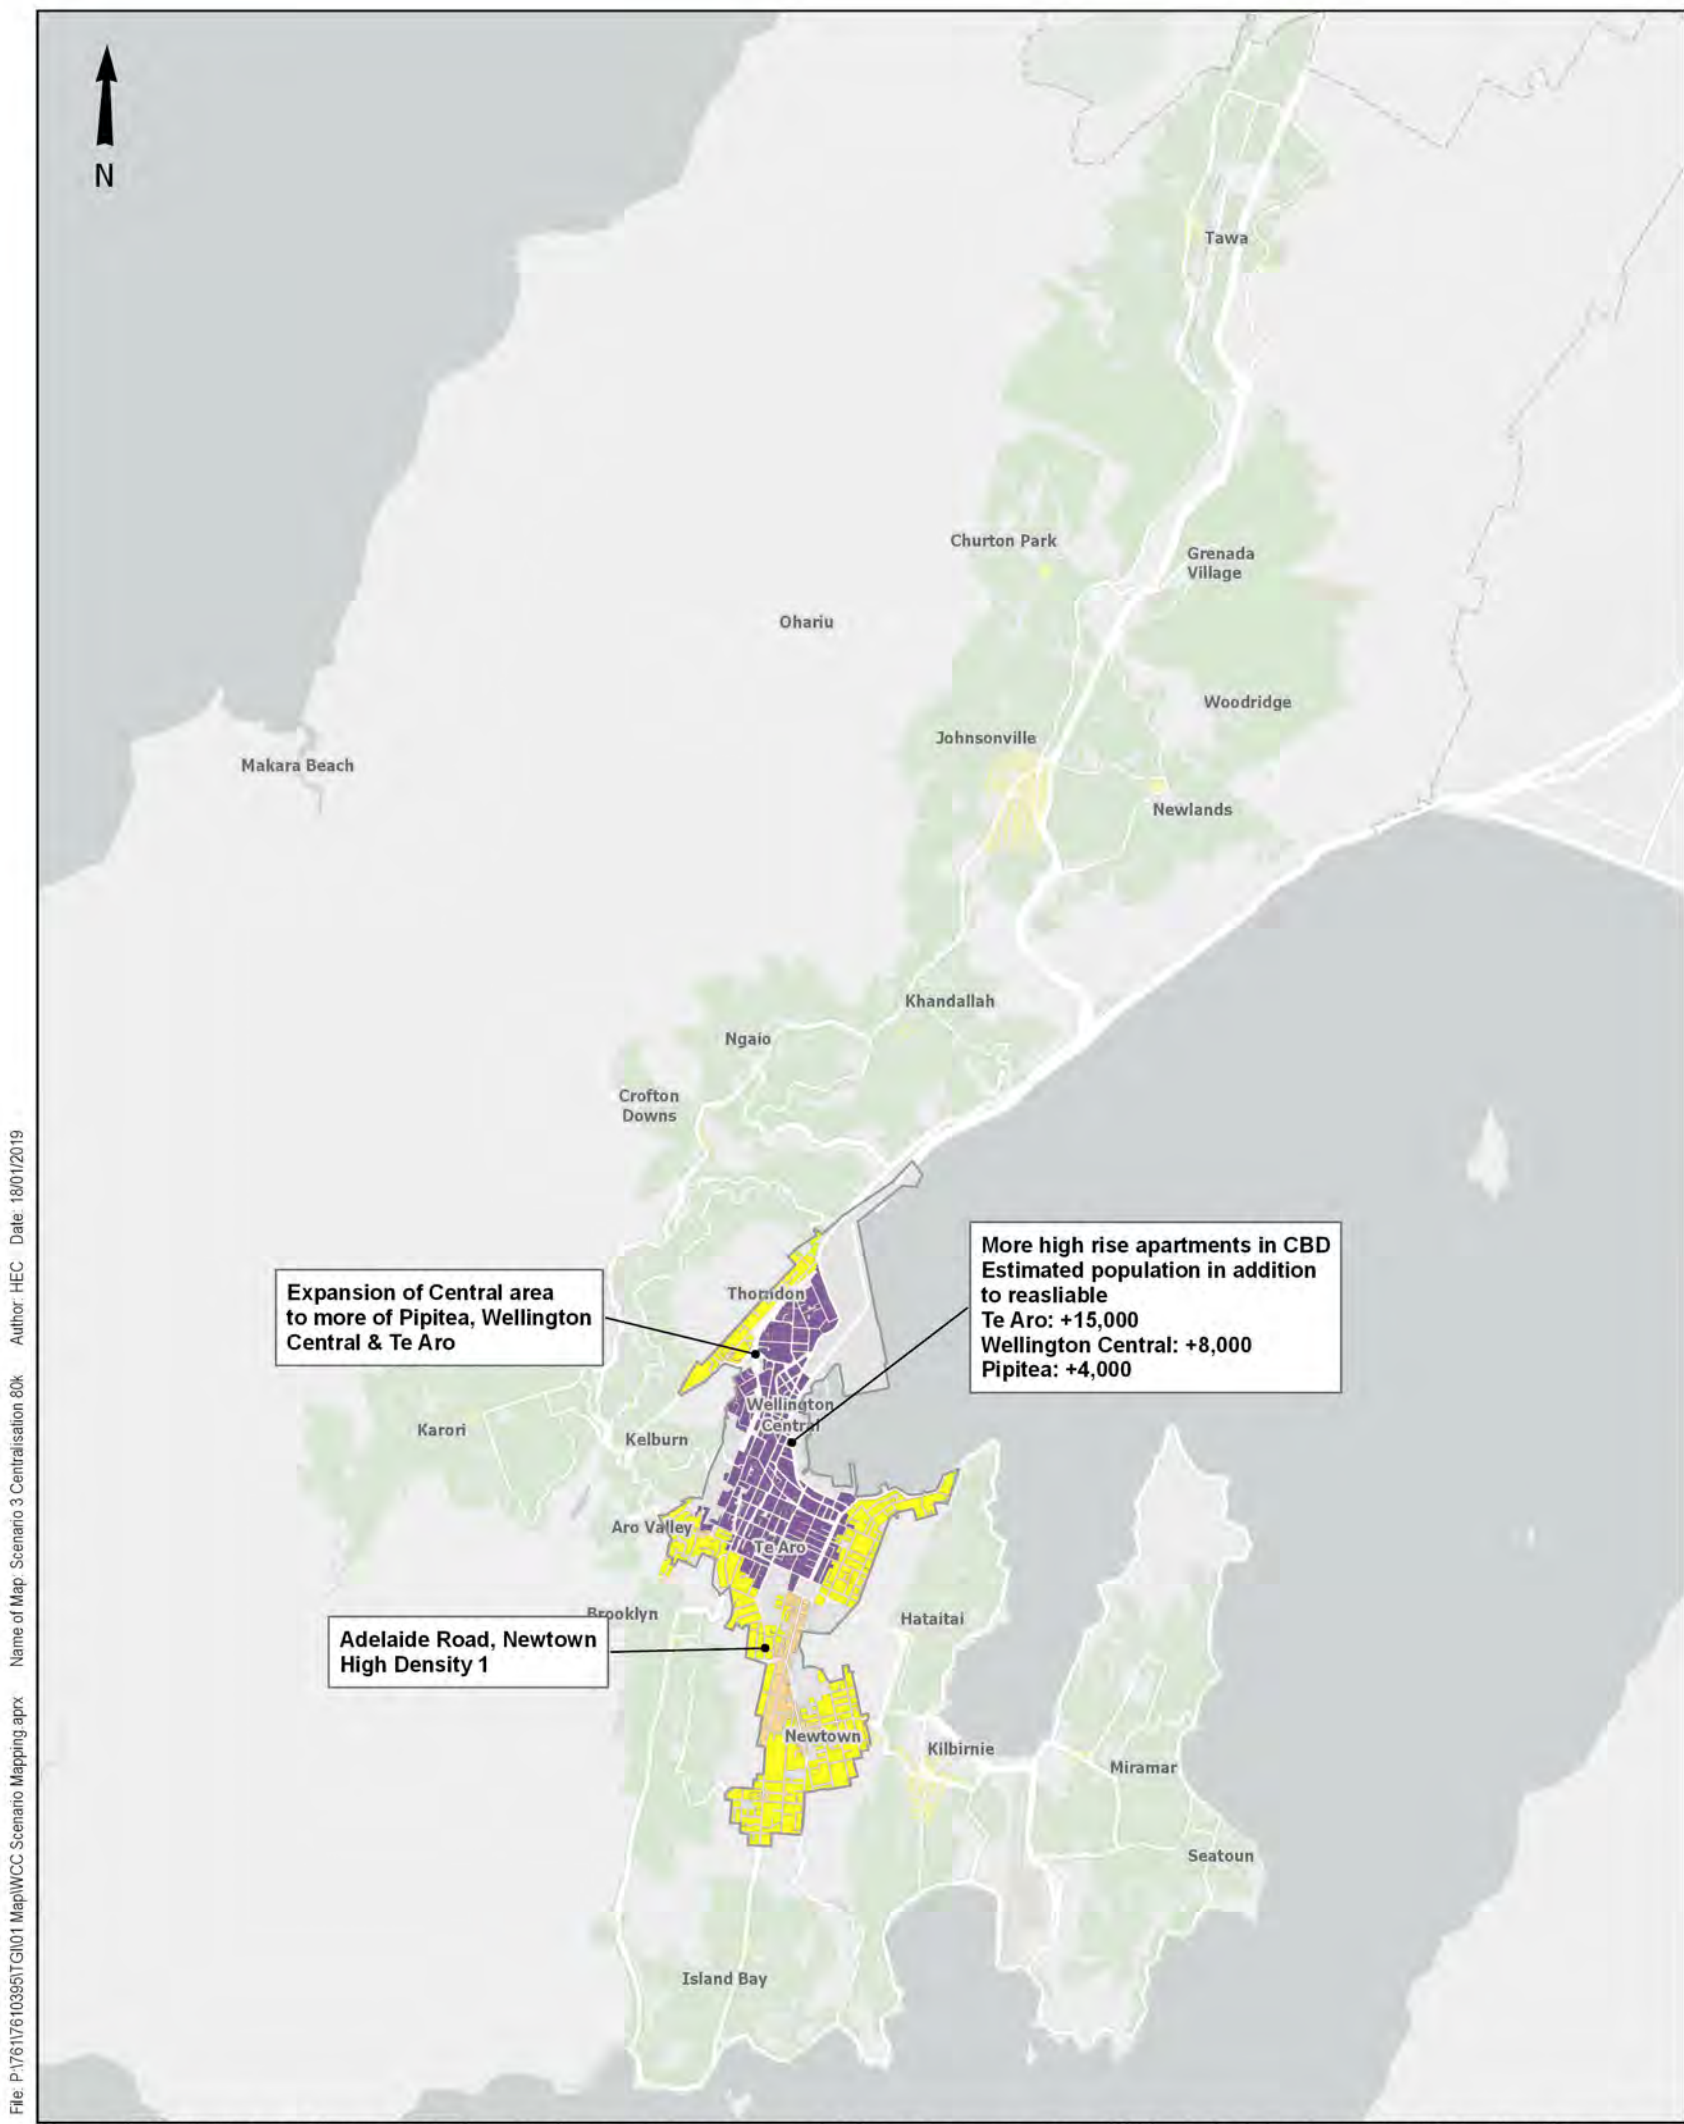 N
Tawa
Churton Park
Grenada
Village
Ohariu
Woodridge
Johnsonville
Makara Beach
Newlands
Khandallah
Ngaio
Crofton
Downs
More high rise apartments in CBD
Estimated population in addition
to reasliable
Te Aro: +15,000
Wellington Central: +8,000
Pipitea: +4,000
Expansion of Central area
to more of Pipitea, Wellington
Central & Te Aro
Thorndon
Wellington
Central
Karori
Kelburn
Aro Valley
Te Aro
Brooklyn
Hataitai
Adelaide Road, Newtown
High Density 1
Newtown
Kilbirnie
Miramar
Seatoun
Island Bay
File: P:\761\7610395\TGI\01 Map\WCC Scenario Mapping.aprx Name of Map: Scenario 3 Centralisation 80k Author: HEC Date: 18/01/2019